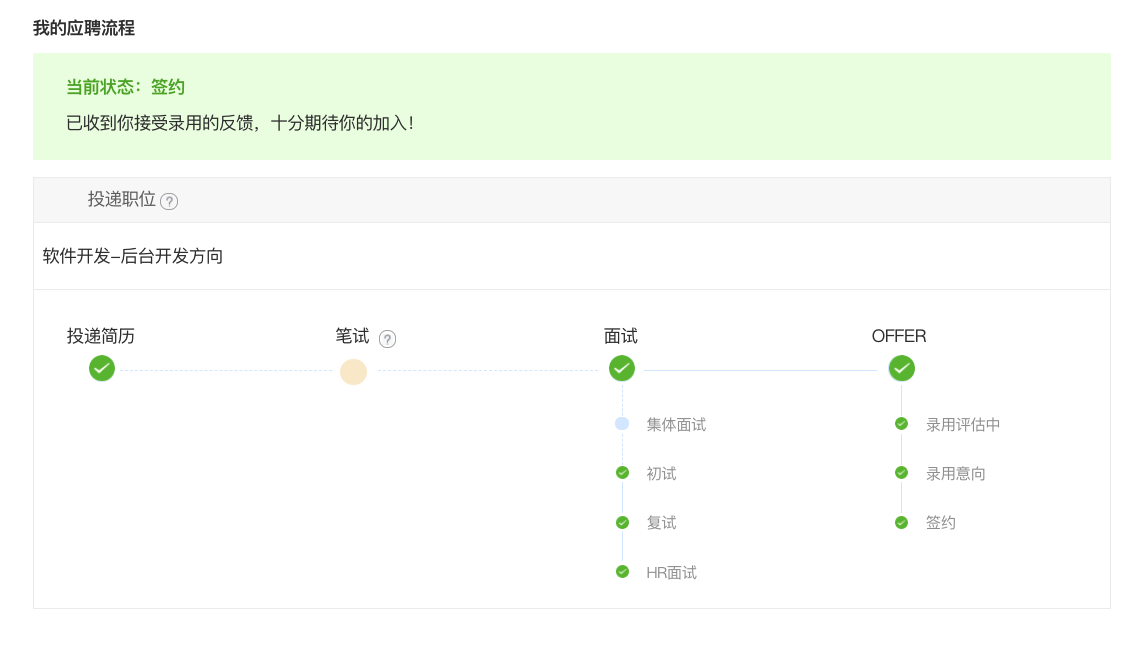 我的应聘流程
当前状态：签约
已收到你接受录用的反馈，十分期待你的加入！
投递职位 ?
软件开发-后台开发方向
投递简历
笔试 ?
面试
OFFER
集体面试
初试
复试
HR面试
录用评估中
录用意向
签约